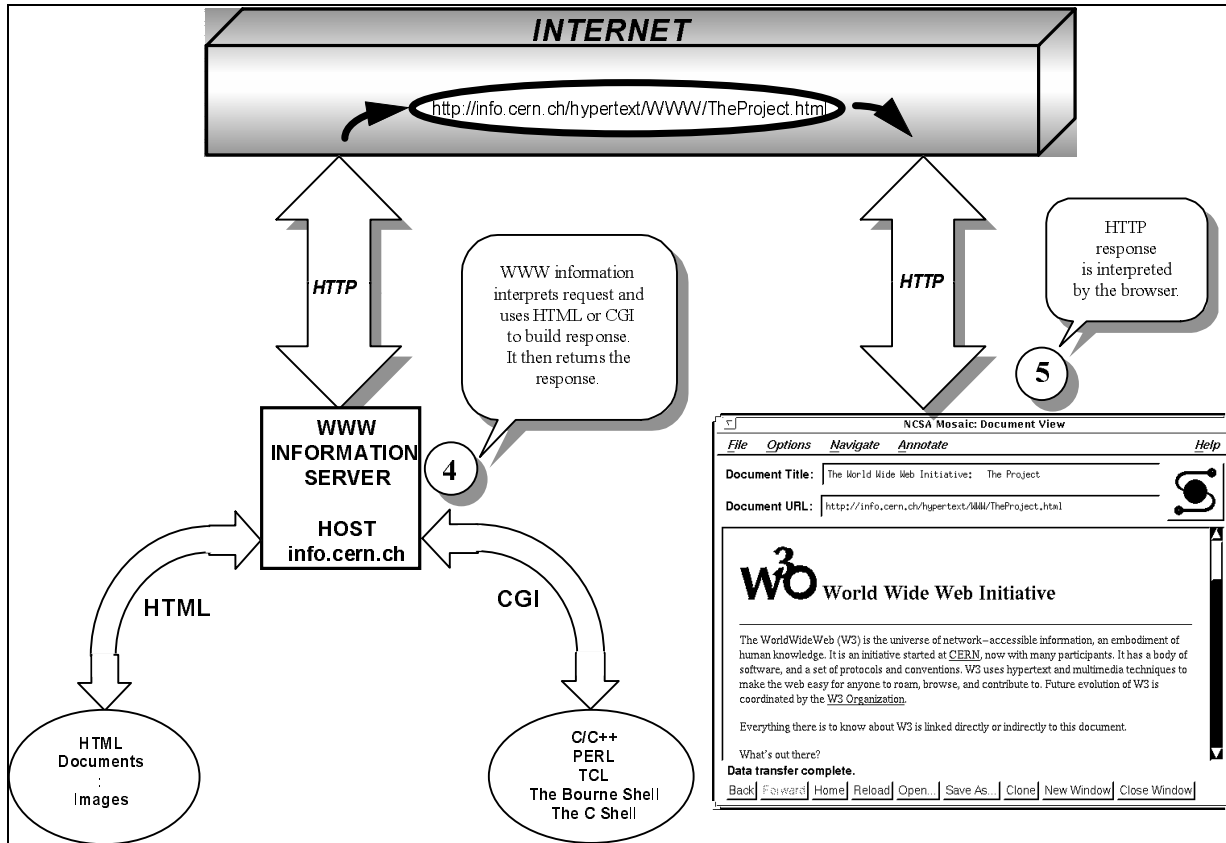 INTERNET
http://info.cern.ch/hypertext/WWW/TheProject.html
HTTP
WWW information
interprets request and
uses HTML or CGI
to build response.
It then returns the
response.
HTTP
HTTP
response
is interpreted
by the browser.
5
4
WWW
INFORMATION
SERVER
HOST
info.cern.ch
HTML
CGI
HTML
Documents
:
Images
C/C++
PERL
TCL
The Bourne Shell
The C Shell
NCSA Mosaic: Document View
File Options Navigate Annotate Help
Document Title: The World Wide Web Initiative: The Project
Document URL: http://info.cern.ch/hypertext/WWW/TheProject.html
W3O World Wide Web Initiative
The WorldWideWeb (W3) is the universe of network-accessible information, an embodiment of
human knowledge. It is an initiative started at CERN, now with many participants. It has a body of
software, and a set of protocols and conventions. W3 uses hypertext and multimedia techniques to
make the web easy for anyone to roam, browse, and contribute to. Future evolution of W3 is
coordinated by the W3 Organization.
Everything there is to know about W3 is linked directly or indirectly to this document.
What's out there?
Data transfer complete.
Back Forward Home Reload Open... Save As... Clone New Window Close Window